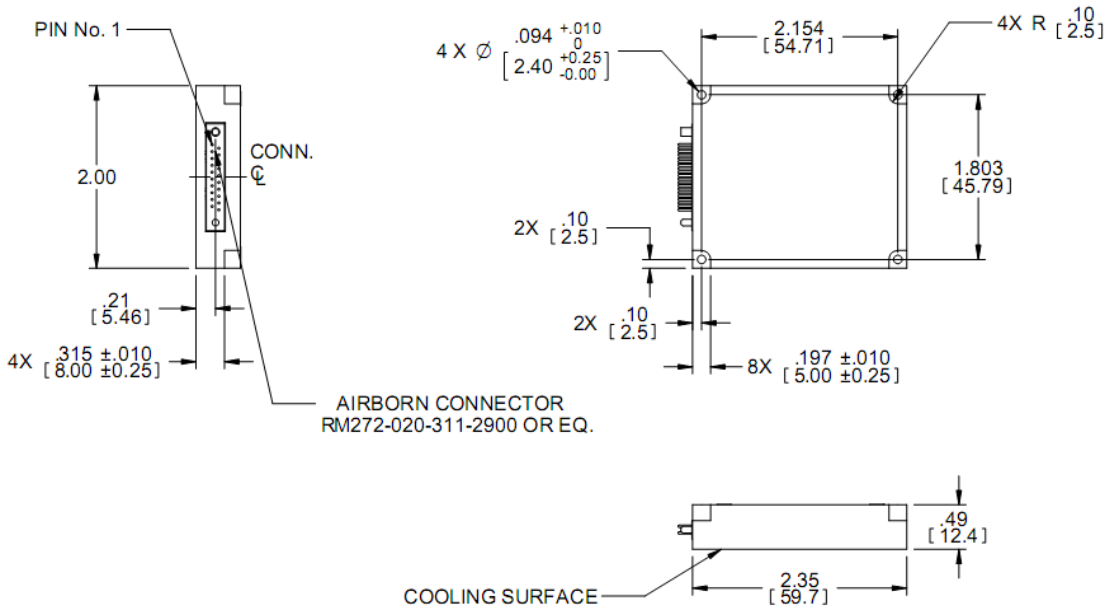 PIN No. 1
4 X Ø .094 +.010 0
[ 2.40 +0.25 -0.00 ]
2.154
[ 54.71 ]
4X R .10
[ 2.5 ]
CONN.
℄
2.00
1.803
[ 45.79 ]
2X .10
[ 2.5 ]
.21
[ 5.46 ]
2X .10
[ 2.5 ]
4X .315 ±.010
[ 8.00 ±0.25 ]
8X .197 ±.010
[ 5.00 ±0.25 ]
AIRBORN CONNECTOR
RM272-020-311-2900 OR EQ.
.49
[ 12.4 ]
COOLING SURFACE
2.35
[ 59.7 ]